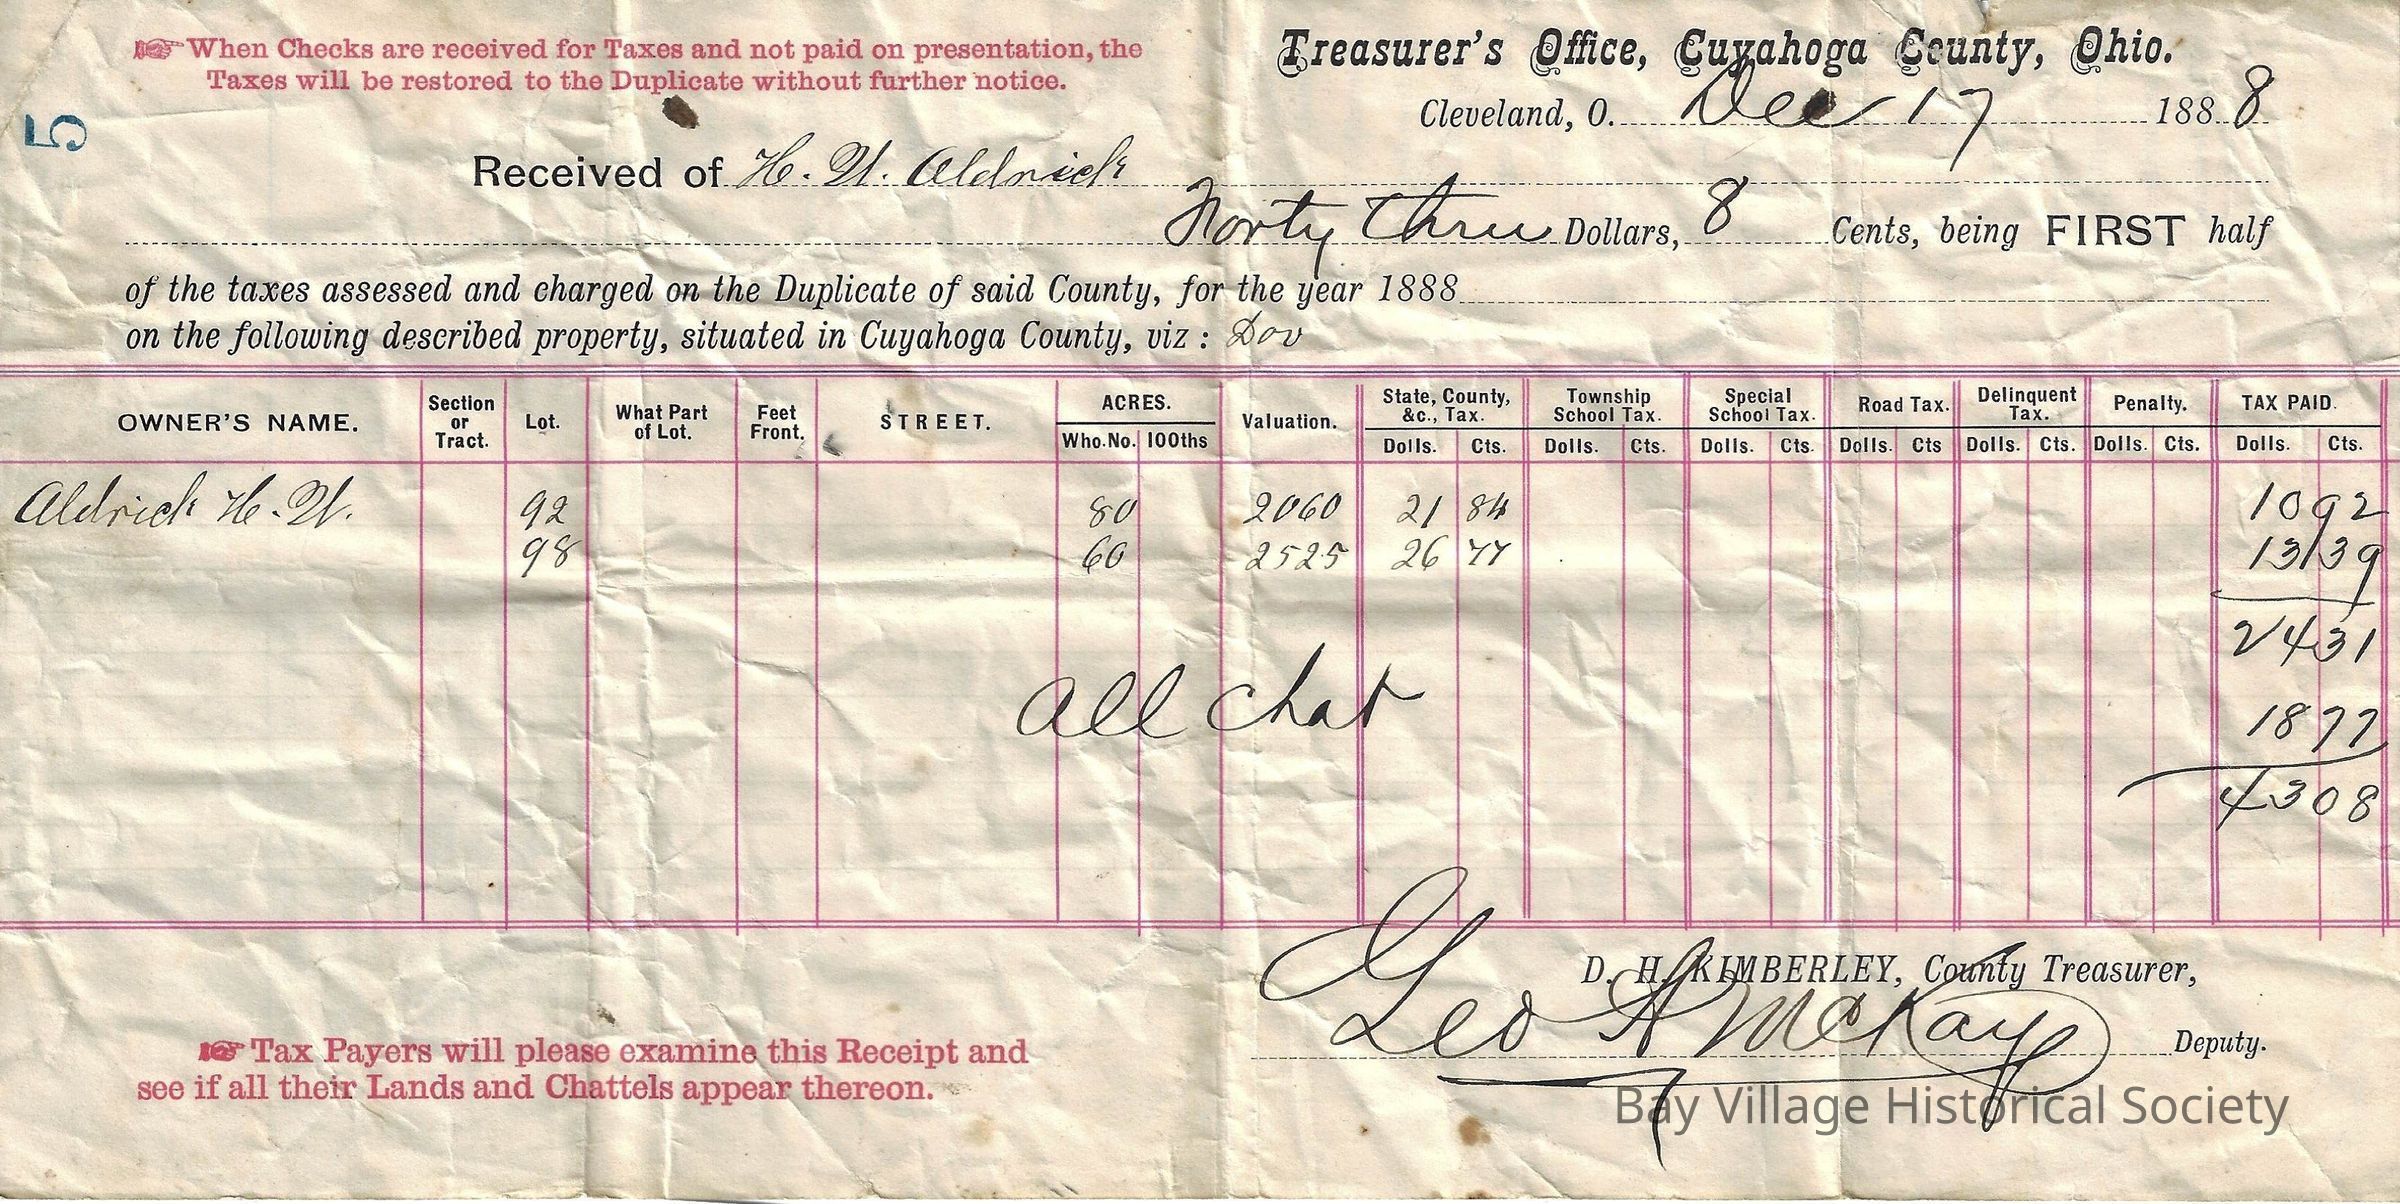 ☞ When Checks are received for Taxes and not paid on presentation, the
Taxes will be restored to the Duplicate without further notice.
5
Treasurer's Office, Cuyahoga County, Ohio.
Cleveland, O. Dec 17 1888
Received of H. W. Aldrich
Forty three Dollars, 8 Cents, being FIRST half
of the taxes assessed and charged on the Duplicate of said County, for the year 1888
on the following described property, situated in Cuyahoga County, viz : Dov
OWNER'S NAME. Section or Tract. Lot. What Part of Lot. Feet Front. STREET. ACRES. Who.No. 100ths Valuation. State, County, &c., Tax. Dolls. Cts. Township School Tax. Dolls. Cts. Special School Tax. Dolls. Cts. Road Tax. Dolls. Cts Delinquent Tax. Dolls. Cts. Penalty. Dolls. Cts. TAX PAID. Dolls. Cts.
Aldrich H. W. 92 80 2060 21 84 10 92
98 60 2525 26 77 13 39
24 31
all chat 18 77
43 08
D. H. KIMBERLEY, County Treasurer,
Geo A McKay Deputy.
☞ Tax Payers will please examine this Receipt and
see if all their Lands and Chattels appear thereon.
Bay Village Historical Society